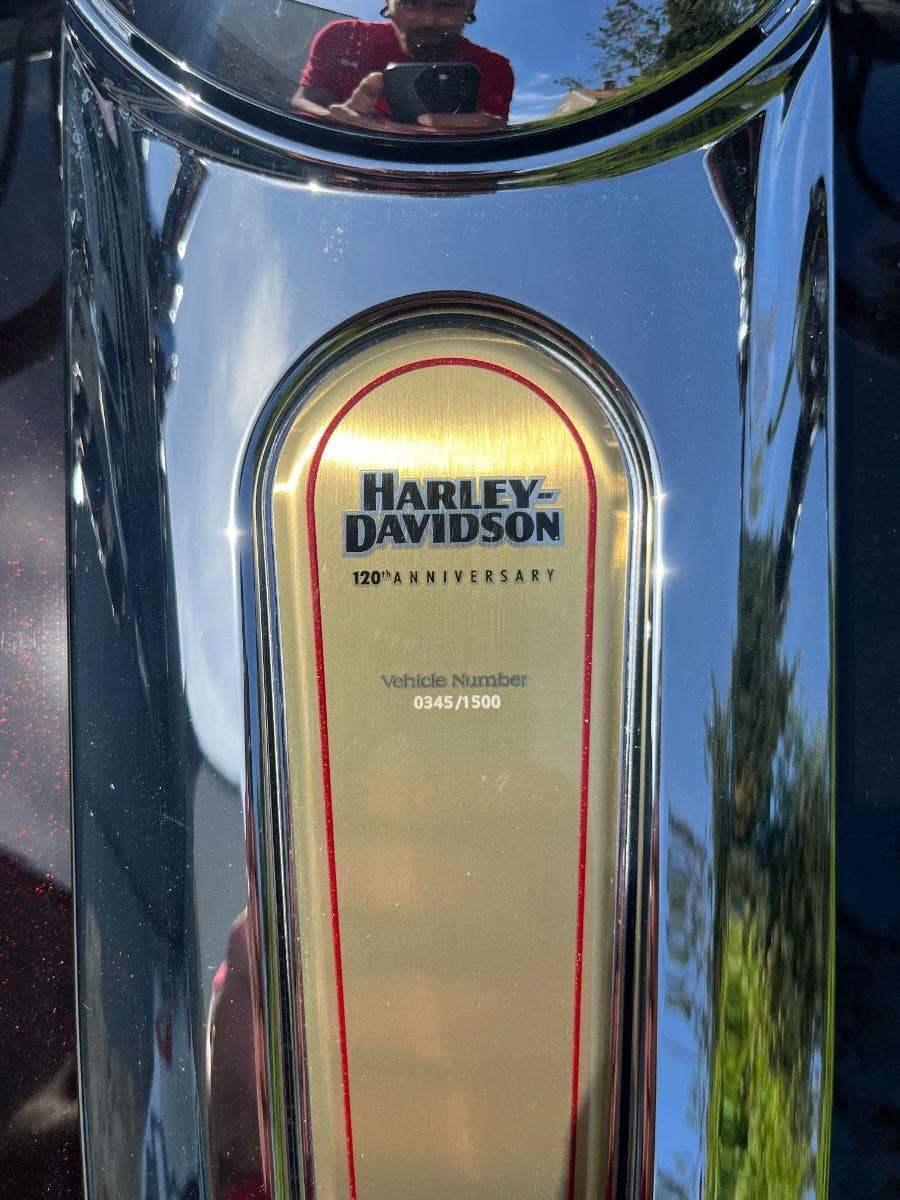 HARLEY-
DAVIDSON
120th ANNIVERSARY
Vehicle Number
0345/1500